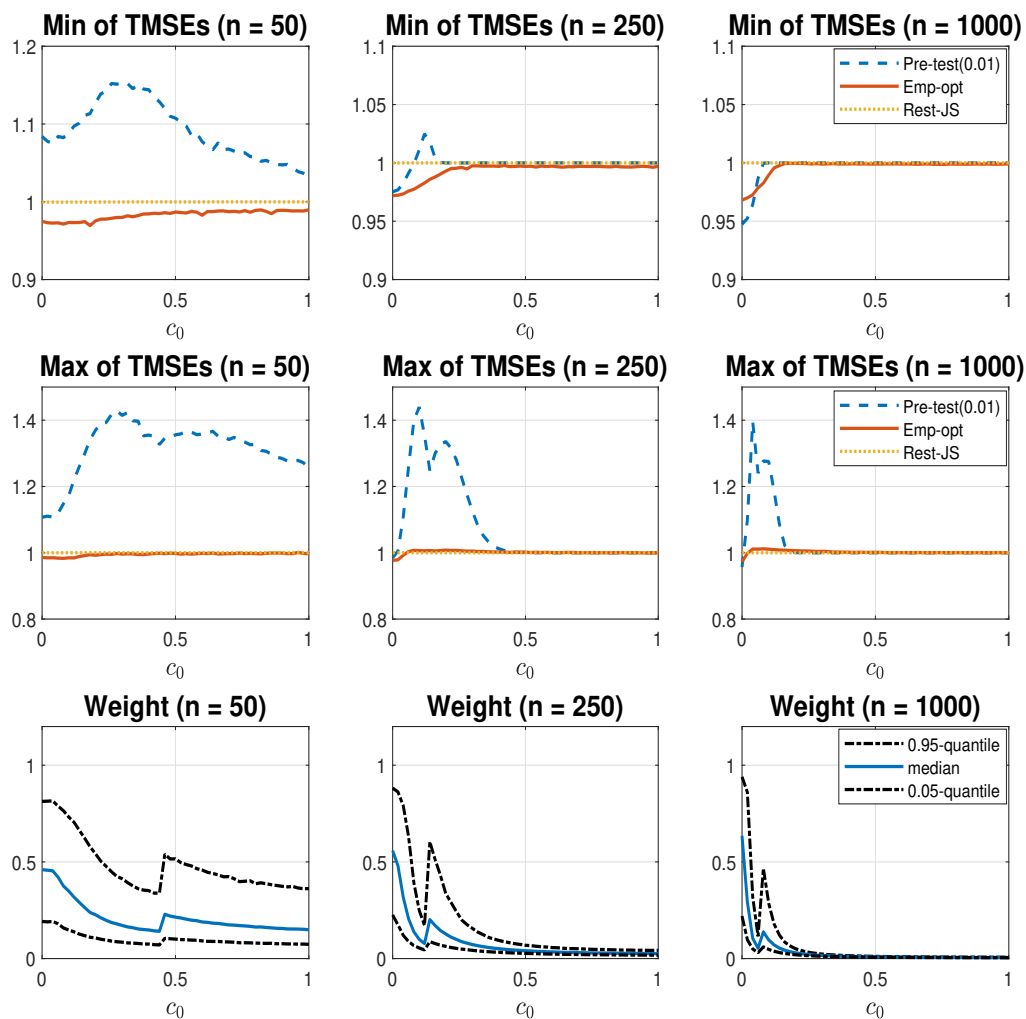 Min of TMSEs (n = 50)
1.2
1.1
1
0.9
0
0.5
1
c₀
Min of TMSEs (n = 250)
1.1
1.05
1
0.95
0.9
0
0.5
1
c₀
Min of TMSEs (n = 1000)
1.1
1.05
1
0.95
0.9
0
0.5
1
c₀
Pre-test(0.01)
Emp-opt
Rest-JS
Max of TMSEs (n = 50)
1.4
1.2
1
0.8
0
0.5
1
c₀
Max of TMSEs (n = 250)
1.4
1.2
1
0.8
0
0.5
1
c₀
Max of TMSEs (n = 1000)
1.4
1.2
1
0.8
0
0.5
1
c₀
Pre-test(0.01)
Emp-opt
Rest-JS
Weight (n = 50)
1
0.5
0
0
0.5
1
c₀
Weight (n = 250)
1
0.5
0
0
0.5
1
c₀
Weight (n = 1000)
1
0.5
0
0
0.5
1
c₀
0.95-quantile
median
0.05-quantile